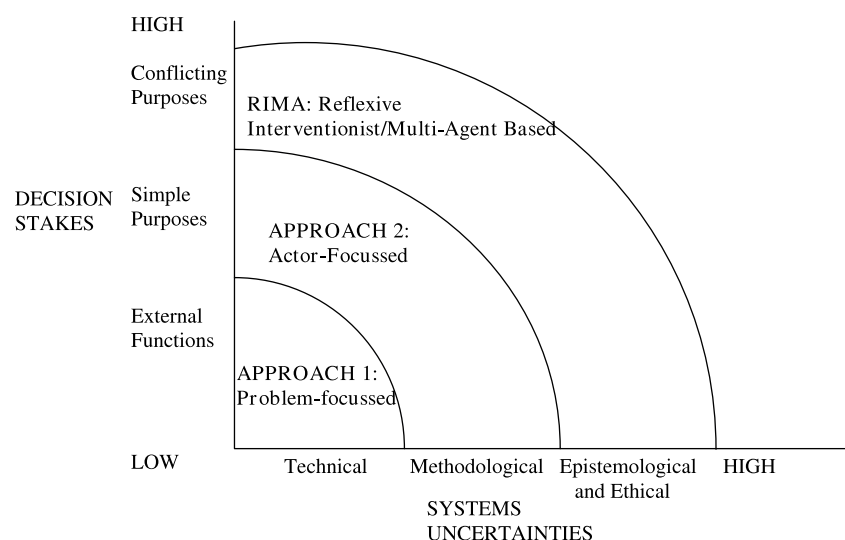 HIGH
Conflicting
Purposes
RIMA: Reflexive
Interventionist/Multi-Agent Based
DECISION
STAKES
Simple
Purposes
APPROACH 2:
Actor-Focussed
External
Functions
APPROACH 1:
Problem-focussed
LOW
Technical
Methodological
Epistemological
and Ethical
HIGH
SYSTEMS
UNCERTAINTIES